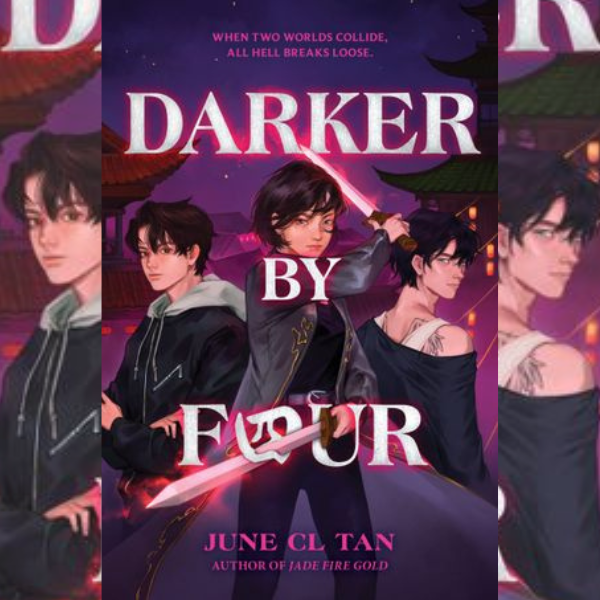 WHEN TWO WORLDS COLLIDE,
ALL HELL BREAKS LOOSE.
DARKER
BY
FOUR
JUNE CL TAN
AUTHOR OF JADE FIRE GOLD